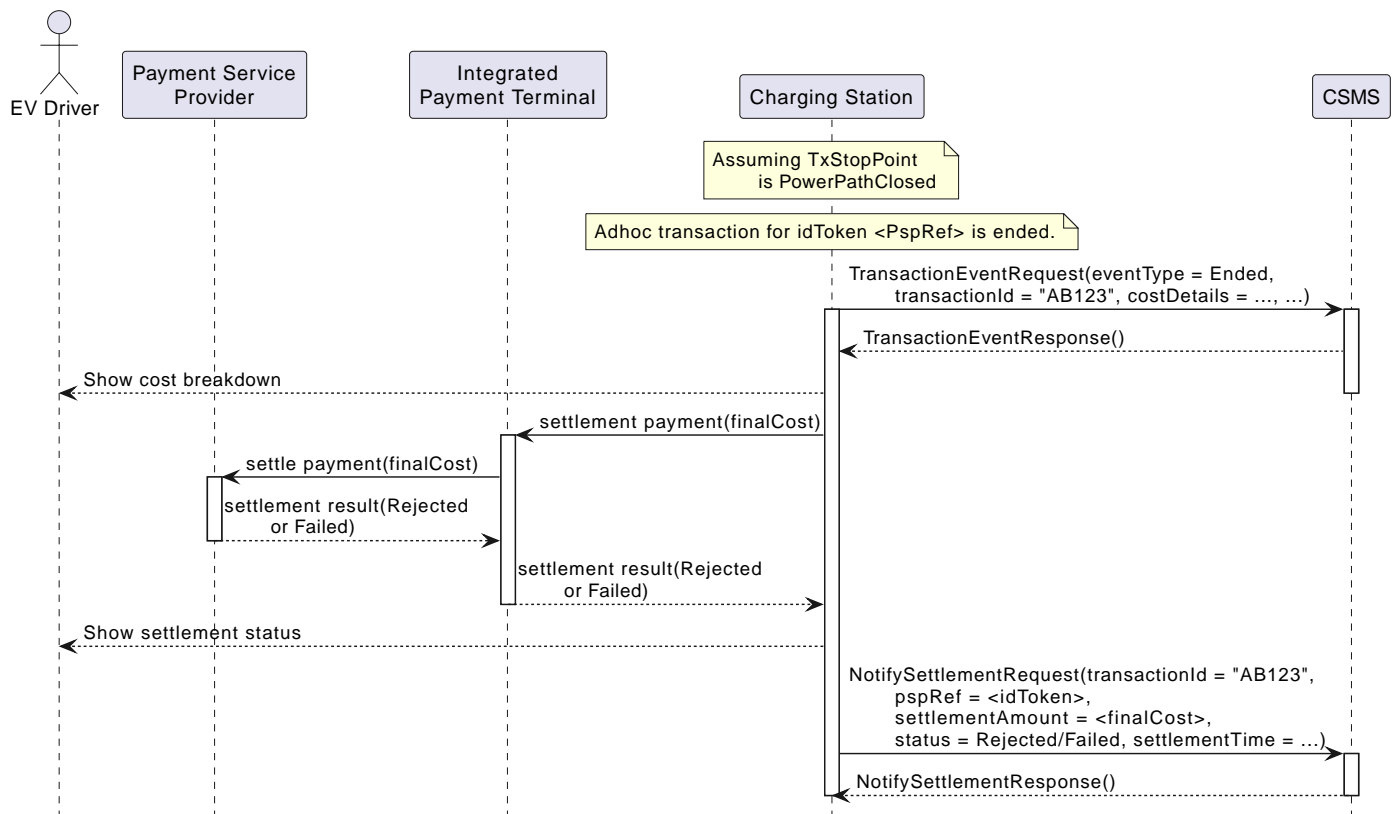 EV Driver
Payment Service
Provider
Integrated
Payment Terminal
Charging Station
CSMS
Assuming TxStopPoint
is PowerPathClosed
Adhoc transaction for idToken <PspRef> is ended.
TransactionEventRequest(eventType = Ended,
transactionId = "AB123", costDetails = ..., ...)
TransactionEventResponse()
Show cost breakdown
settlement payment(finalCost)
settle payment(finalCost)
settlement result(Rejected
or Failed)
settlement result(Rejected
or Failed)
Show settlement status
NotifySettlementRequest(transactionId = "AB123",
pspRef = <idToken>,
settlementAmount = <finalCost>,
status = Rejected/Failed, settlementTime = ...)
NotifySettlementResponse()